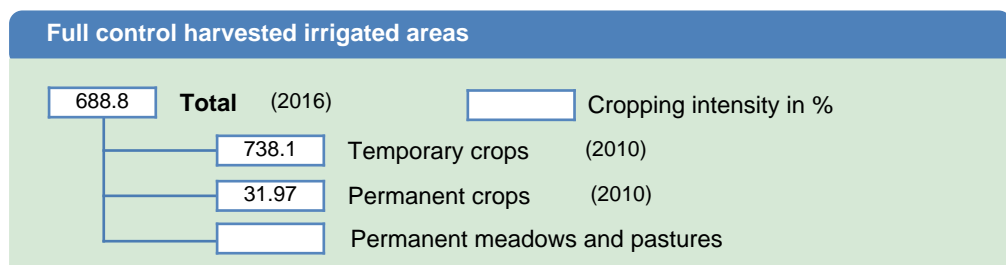 Full control harvested irrigated areas
688.8 Total (2016) Cropping intensity in %
738.1 Temporary crops (2010)
31.97 Permanent crops (2010)
Permanent meadows and pastures